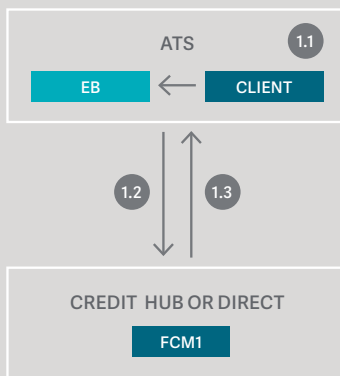 ATS
1.1
EB
CLIENT
1.2
1.3
CREDIT HUB OR DIRECT
FCM1